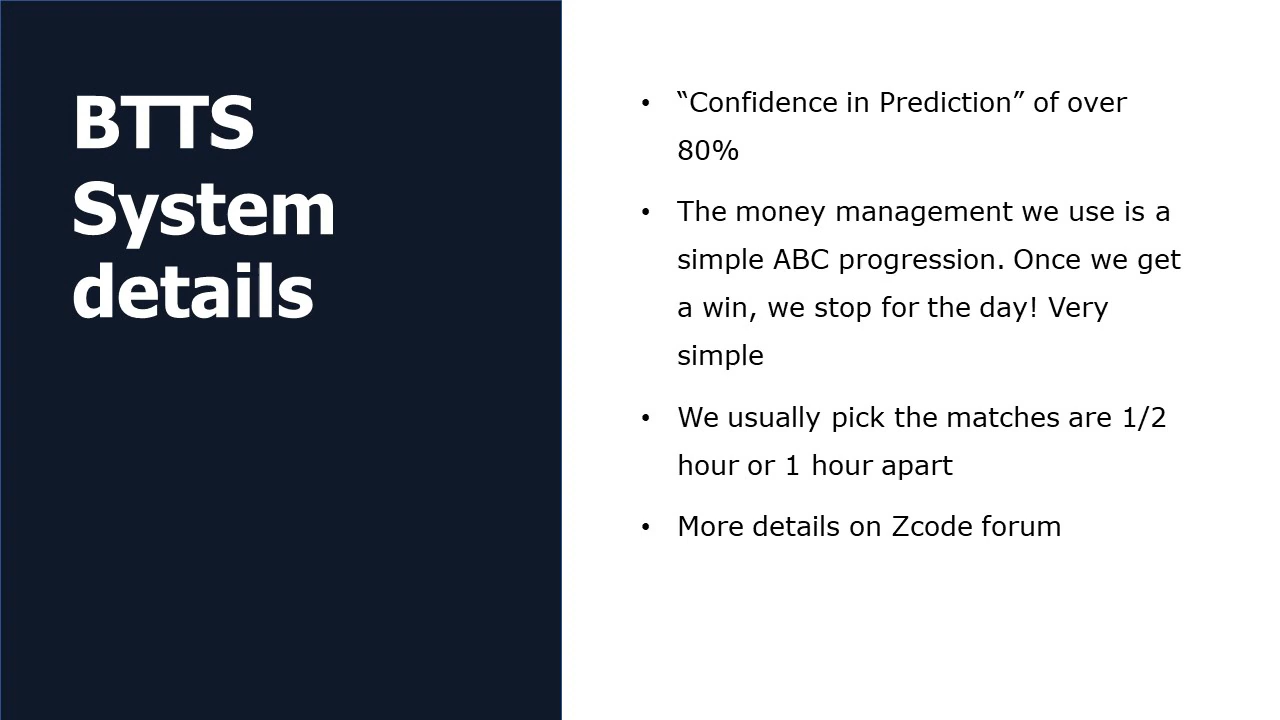 BTTS
System
details
• “Confidence in Prediction” of over
80%
• The money management we use is a
simple ABC progression. Once we get
a win, we stop for the day! Very
simple
• We usually pick the matches are 1/2
hour or 1 hour apart
• More details on Zcode forum